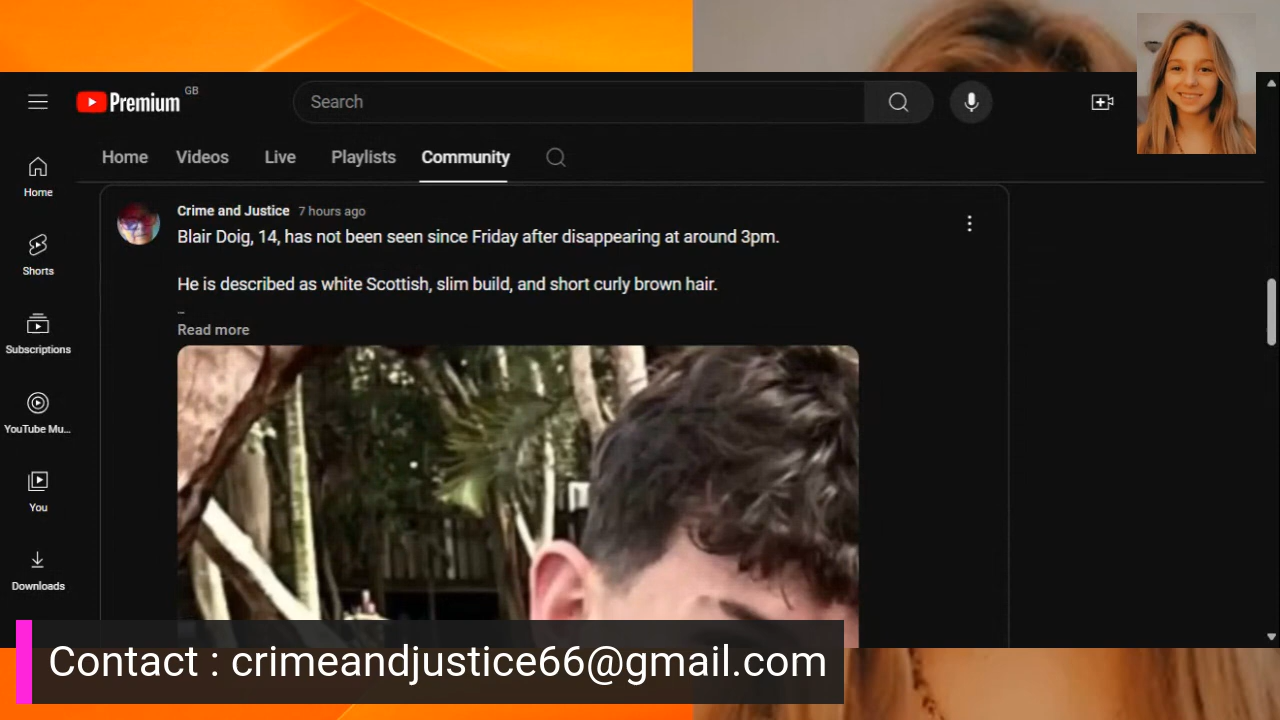 Premium GB
Search
Home Videos Live Playlists Community
Home
Crime and Justice 7 hours ago
Blair Doig, 14, has not been seen since Friday after disappearing at around 3pm.
Shorts
He is described as white Scottish, slim build, and short curly brown hair.
Read more
Subscriptions
YouTube Mu...
You
Downloads
Contact : crimeandjustice66@gmail.com